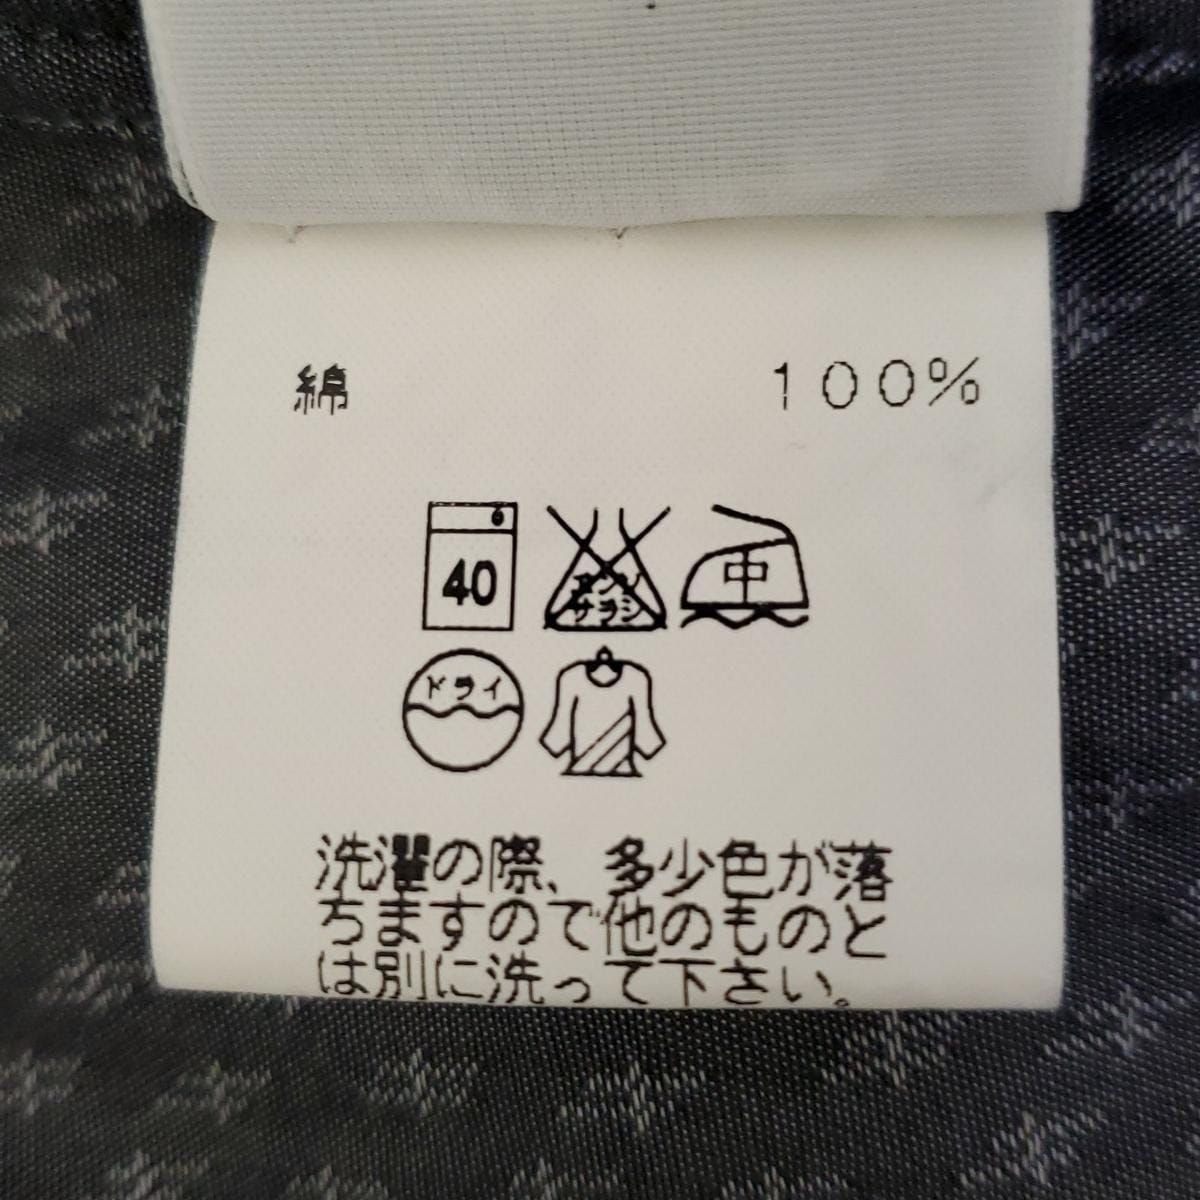 綿 100%
40 エンソ 中
サラシ
ドライ
洗濯の際、多少色が落
ちますので他のものと
は別に洗って下さい。